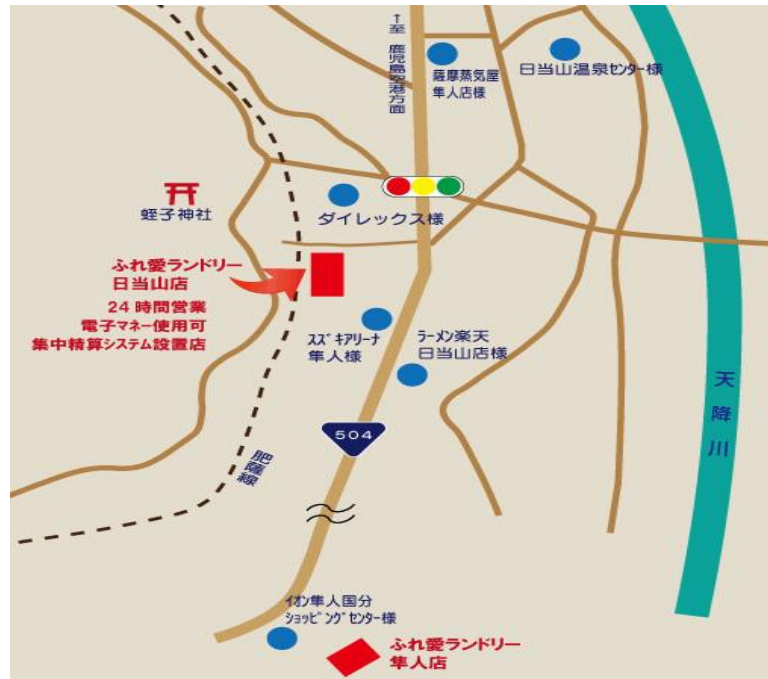 ↑至 鹿児島空港方面
薩摩蒸気屋
隼人店様
日当山温泉センター様
蛭子神社
ダイレックス様
ふれ愛ランドリー
日当山店
24時間営業
電子マネー使用可
集中精算システム設置店
スズキアリーナ
隼人様
ラーメン楽天
日当山店様
天降川
504
肥薩線
イオン隼人国分
ショッピングセンター様
ふれ愛ランドリー
隼人店